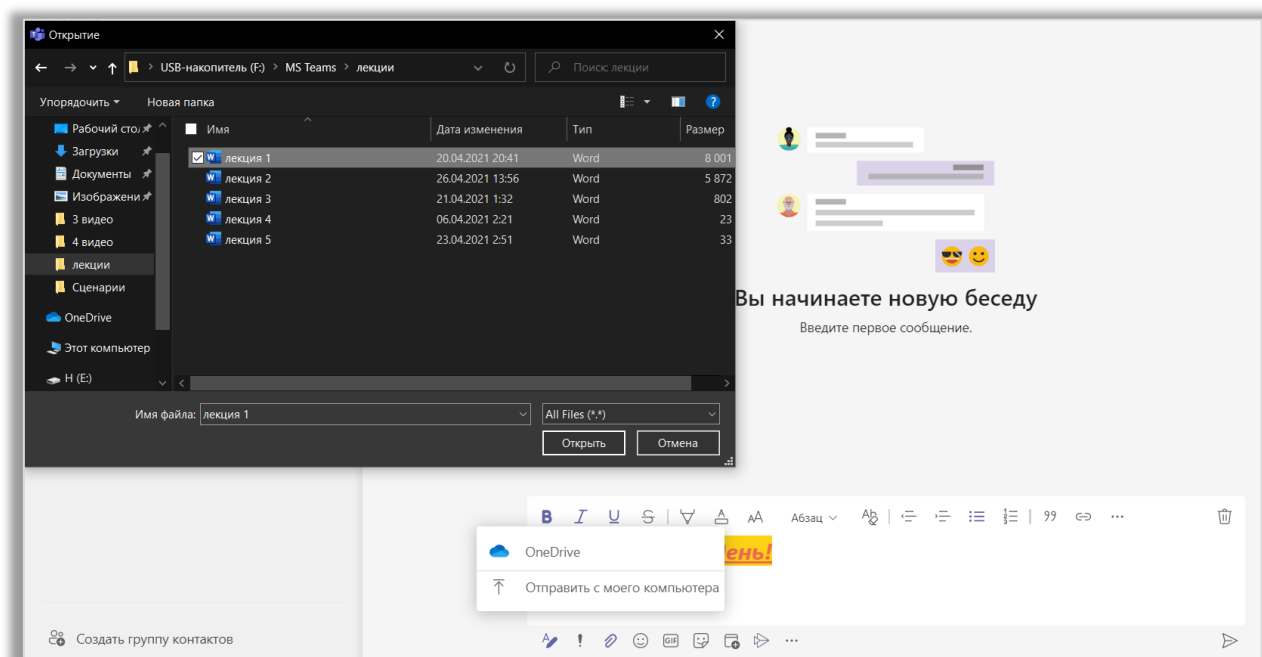 Открытие
USB-накопитель (F:) > MS Teams > лекции
Поиск: лекции
Упорядочить
Новая папка
Рабочий сто
Загрузки
Документы
Изображени
3 видео
4 видео
лекции
Сценарии
OneDrive
Этот компьютер
H (E:)
Имя Дата изменения Тип Размер
лекция 1 20.04.2021 20:41 Word 8 001
лекция 2 26.04.2021 13:56 Word 5 872
лекция 3 21.04.2021 1:32 Word 802
лекция 4 06.04.2021 2:21 Word 23
лекция 5 23.04.2021 2:51 Word 33
Имя файла: лекция 1
All Files (*.*)
Открыть Отмена
Вы начинаете новую беседу
Введите первое сообщение.
Абзац
ень!
OneDrive
Отправить с моего компьютера
GIF
Создать группу контактов